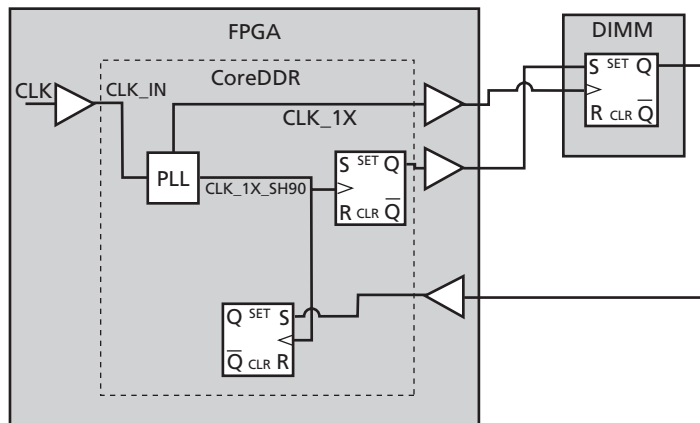 FPGA
DIMM
CoreDDR
CLK
CLK_IN
CLK_1X
S SET Q
R CLR Q̅
PLL
CLK_1X_SH90
S SET Q
R CLR Q̅
Q SET S
Q̅ CLR R